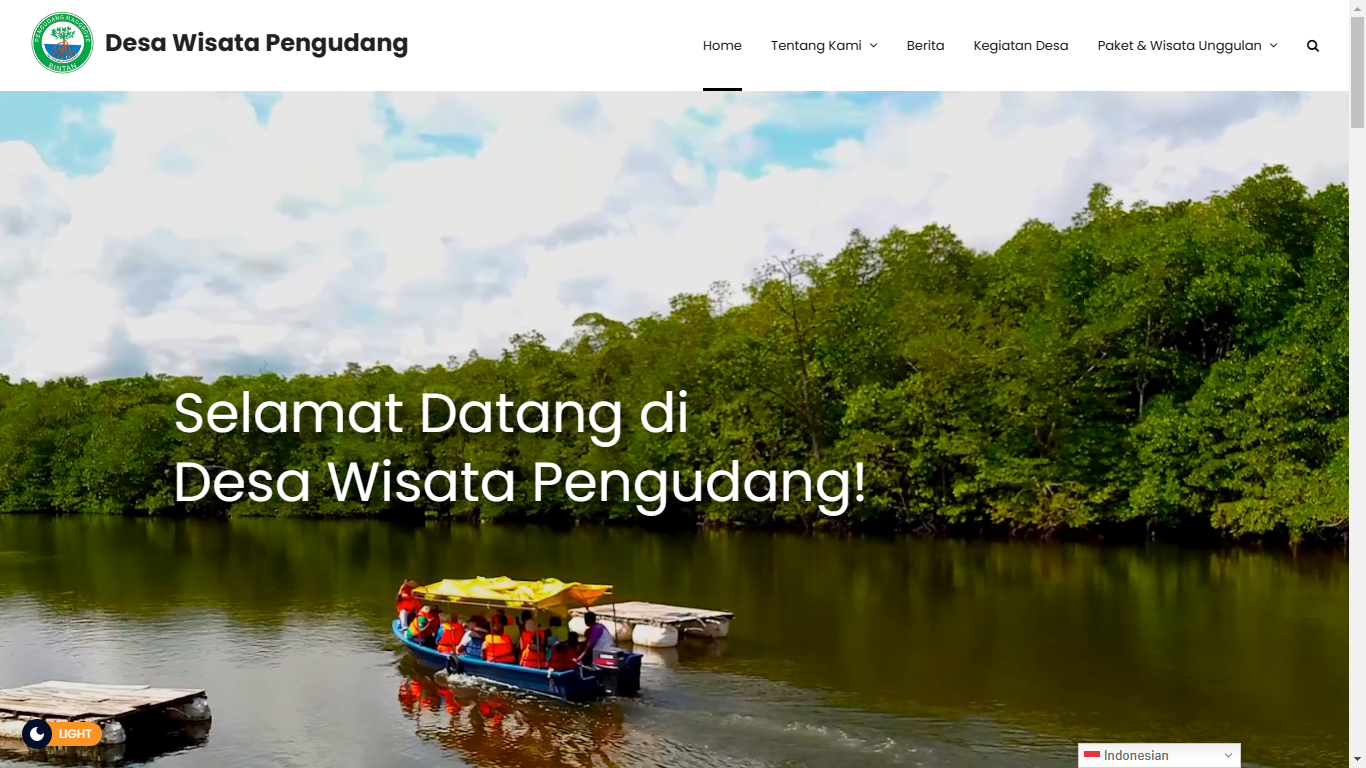 PENGUDANG MANGROVE
BINTAN
Desa Wisata Pengudang
Home
Tentang Kami
Berita
Kegiatan Desa
Paket & Wisata Unggulan
Selamat Datang di
Desa Wisata Pengudang!
LIGHT
Indonesian